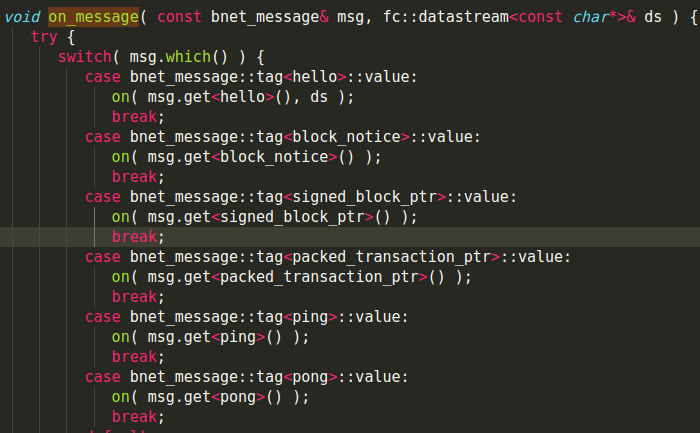 void on_message( const bnet_message& msg, fc::datastream<const char*>& ds ) {
try {
switch( msg.which() ) {
case bnet_message::tag<hello>::value:
on( msg.get<hello>(), ds );
break;
case bnet_message::tag<block_notice>::value:
on( msg.get<block_notice>() );
break;
case bnet_message::tag<signed_block_ptr>::value:
on( msg.get<signed_block_ptr>() );
break;
case bnet_message::tag<packed_transaction_ptr>::value:
on( msg.get<packed_transaction_ptr>() );
break;
case bnet_message::tag<ping>::value:
on( msg.get<ping>() );
break;
case bnet_message::tag<pong>::value:
on( msg.get<pong>() );
break;